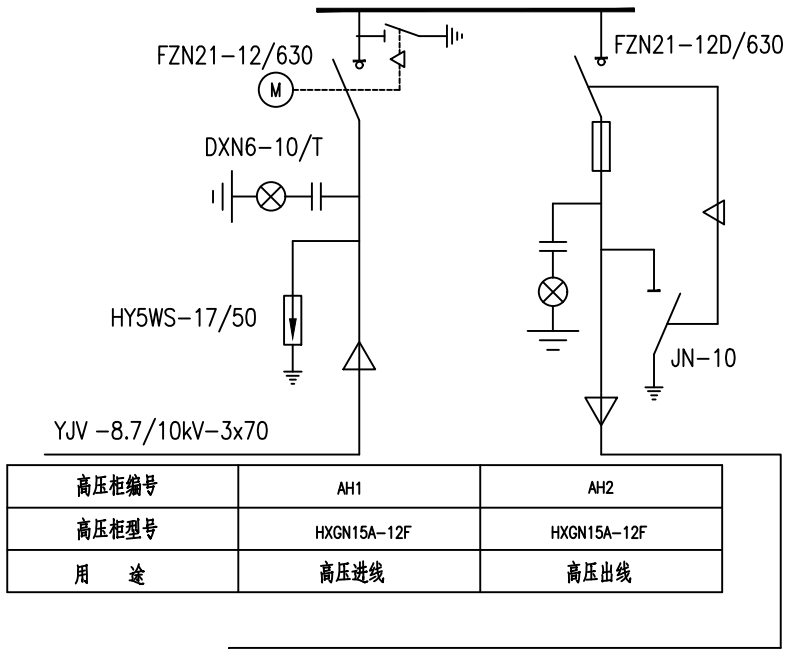 FZN21-12/630
FZN21-12D/630
M
DXN6-10/T
HY5WS-17/50
JN-10
YJV -8.7/10kV-3x70
高压柜编号 AH1 AH2
高压柜型号 HXGN15A-12F HXGN15A-12F
用 途 高压进线 高压出线